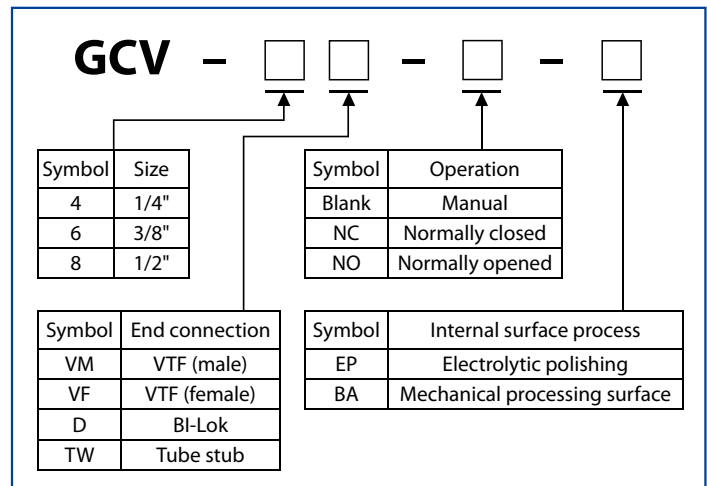 GCV – □□ – □ – □
Symbol Size
4 1/4"
6 3/8"
8 1/2"
Symbol Operation
Blank Manual
NC Normally closed
NO Normally opened
Symbol End connection
VM VTF (male)
VF VTF (female)
D BI-Lok
TW Tube stub
Symbol Internal surface process
EP Electrolytic polishing
BA Mechanical processing surface